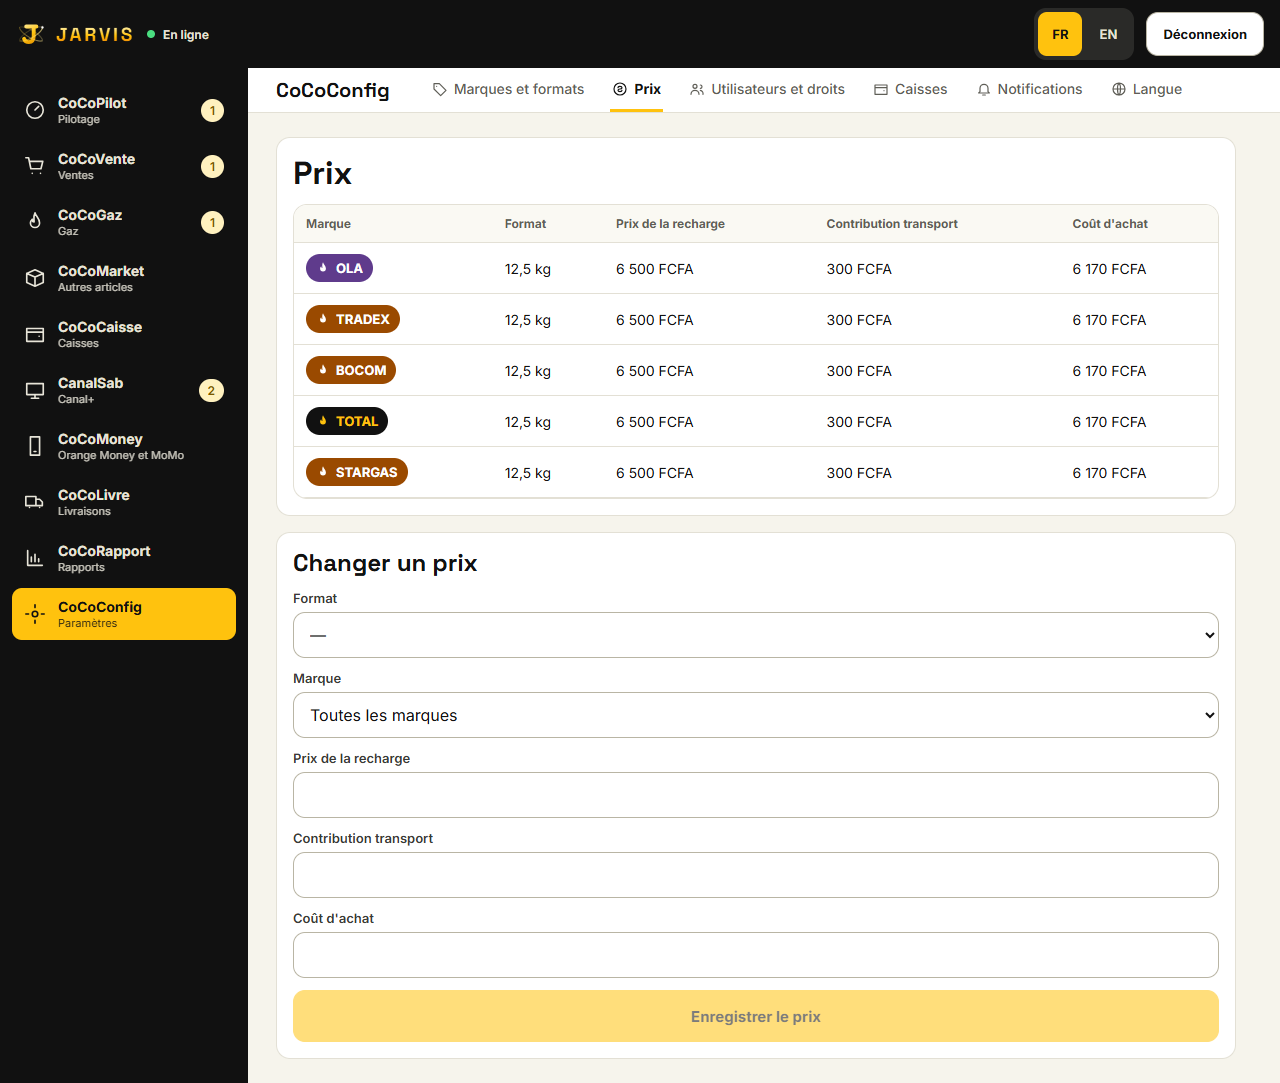 JARVIS
En ligne
FR
EN
Déconnexion
CoCoPilot
Pilotage
1
CoCoVente
Ventes
1
CoCoGaz
Gaz
1
CoCoMarket
Autres articles
CoCoCaisse
Caisses
CanalSab
Canal+
2
CoCoMoney
Orange Money et MoMo
CoCoLivre
Livraisons
CoCoRapport
Rapports
CoCoConfig
Paramètres
CoCoConfig
Marques et formats
Prix
Utilisateurs et droits
Caisses
Notifications
Langue
Prix
Marque Format Prix de la recharge Contribution transport Coût d'achat
OLA 12,5 kg 6 500 FCFA 300 FCFA 6 170 FCFA
TRADEX 12,5 kg 6 500 FCFA 300 FCFA 6 170 FCFA
BOCOM 12,5 kg 6 500 FCFA 300 FCFA 6 170 FCFA
TOTAL 12,5 kg 6 500 FCFA 300 FCFA 6 170 FCFA
STARGAS 12,5 kg 6 500 FCFA 300 FCFA 6 170 FCFA
Changer un prix
Format
—
Marque
Toutes les marques
Prix de la recharge
Contribution transport
Coût d'achat
Enregistrer le prix